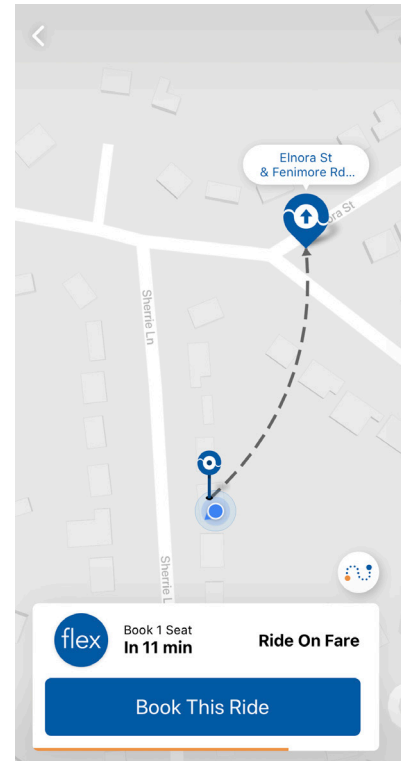 Elnora St
& Fenimore Rd...
ora St
Sherrie Ln
Sherrie L
flex
Book 1 Seat
In 11 min
Ride On Fare
Book This Ride